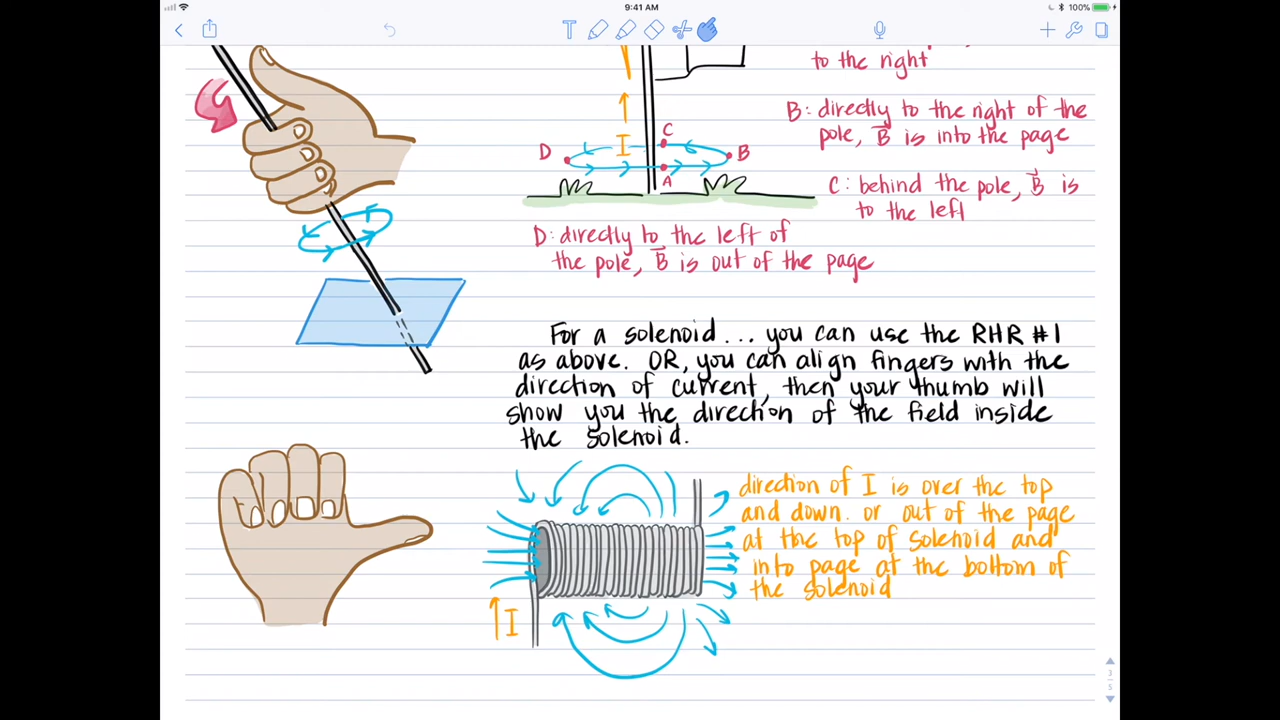 9:41 AM
100%
T
to the right
B: directly to the right of the
pole, B is into the page
C: behind the pole, B is
to the left
I
C
D
B
A
D: directly to the left of
the pole, B is out of the page
For a solenoid... you can use the RHR #1
as above. OR, you can align fingers with the
direction of current, then your thumb will
show you the direction of the field inside
the solenoid.
direction of I is over the top
and down. or out of the page
at the top of solenoid and
into page at the bottom of
the solenoid
I
3
5